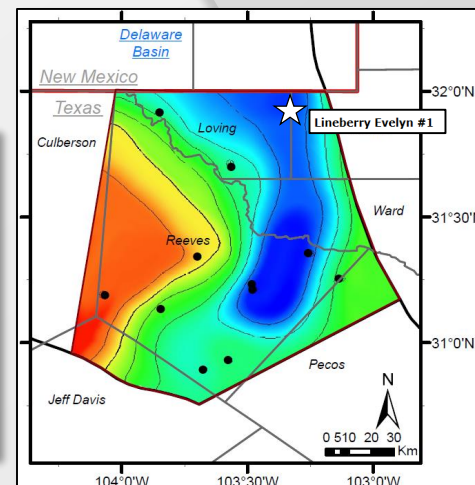 Delaware
Basin
New Mexico
Texas
32°0'N
Culberson
Loving
Lineberry Evelyn #1
Ward
31°30'N
Reeves
31°0'N
Pecos
Jeff Davis
N
0 510 20 30
Km
104°0'W
103°30'W
103°0'W